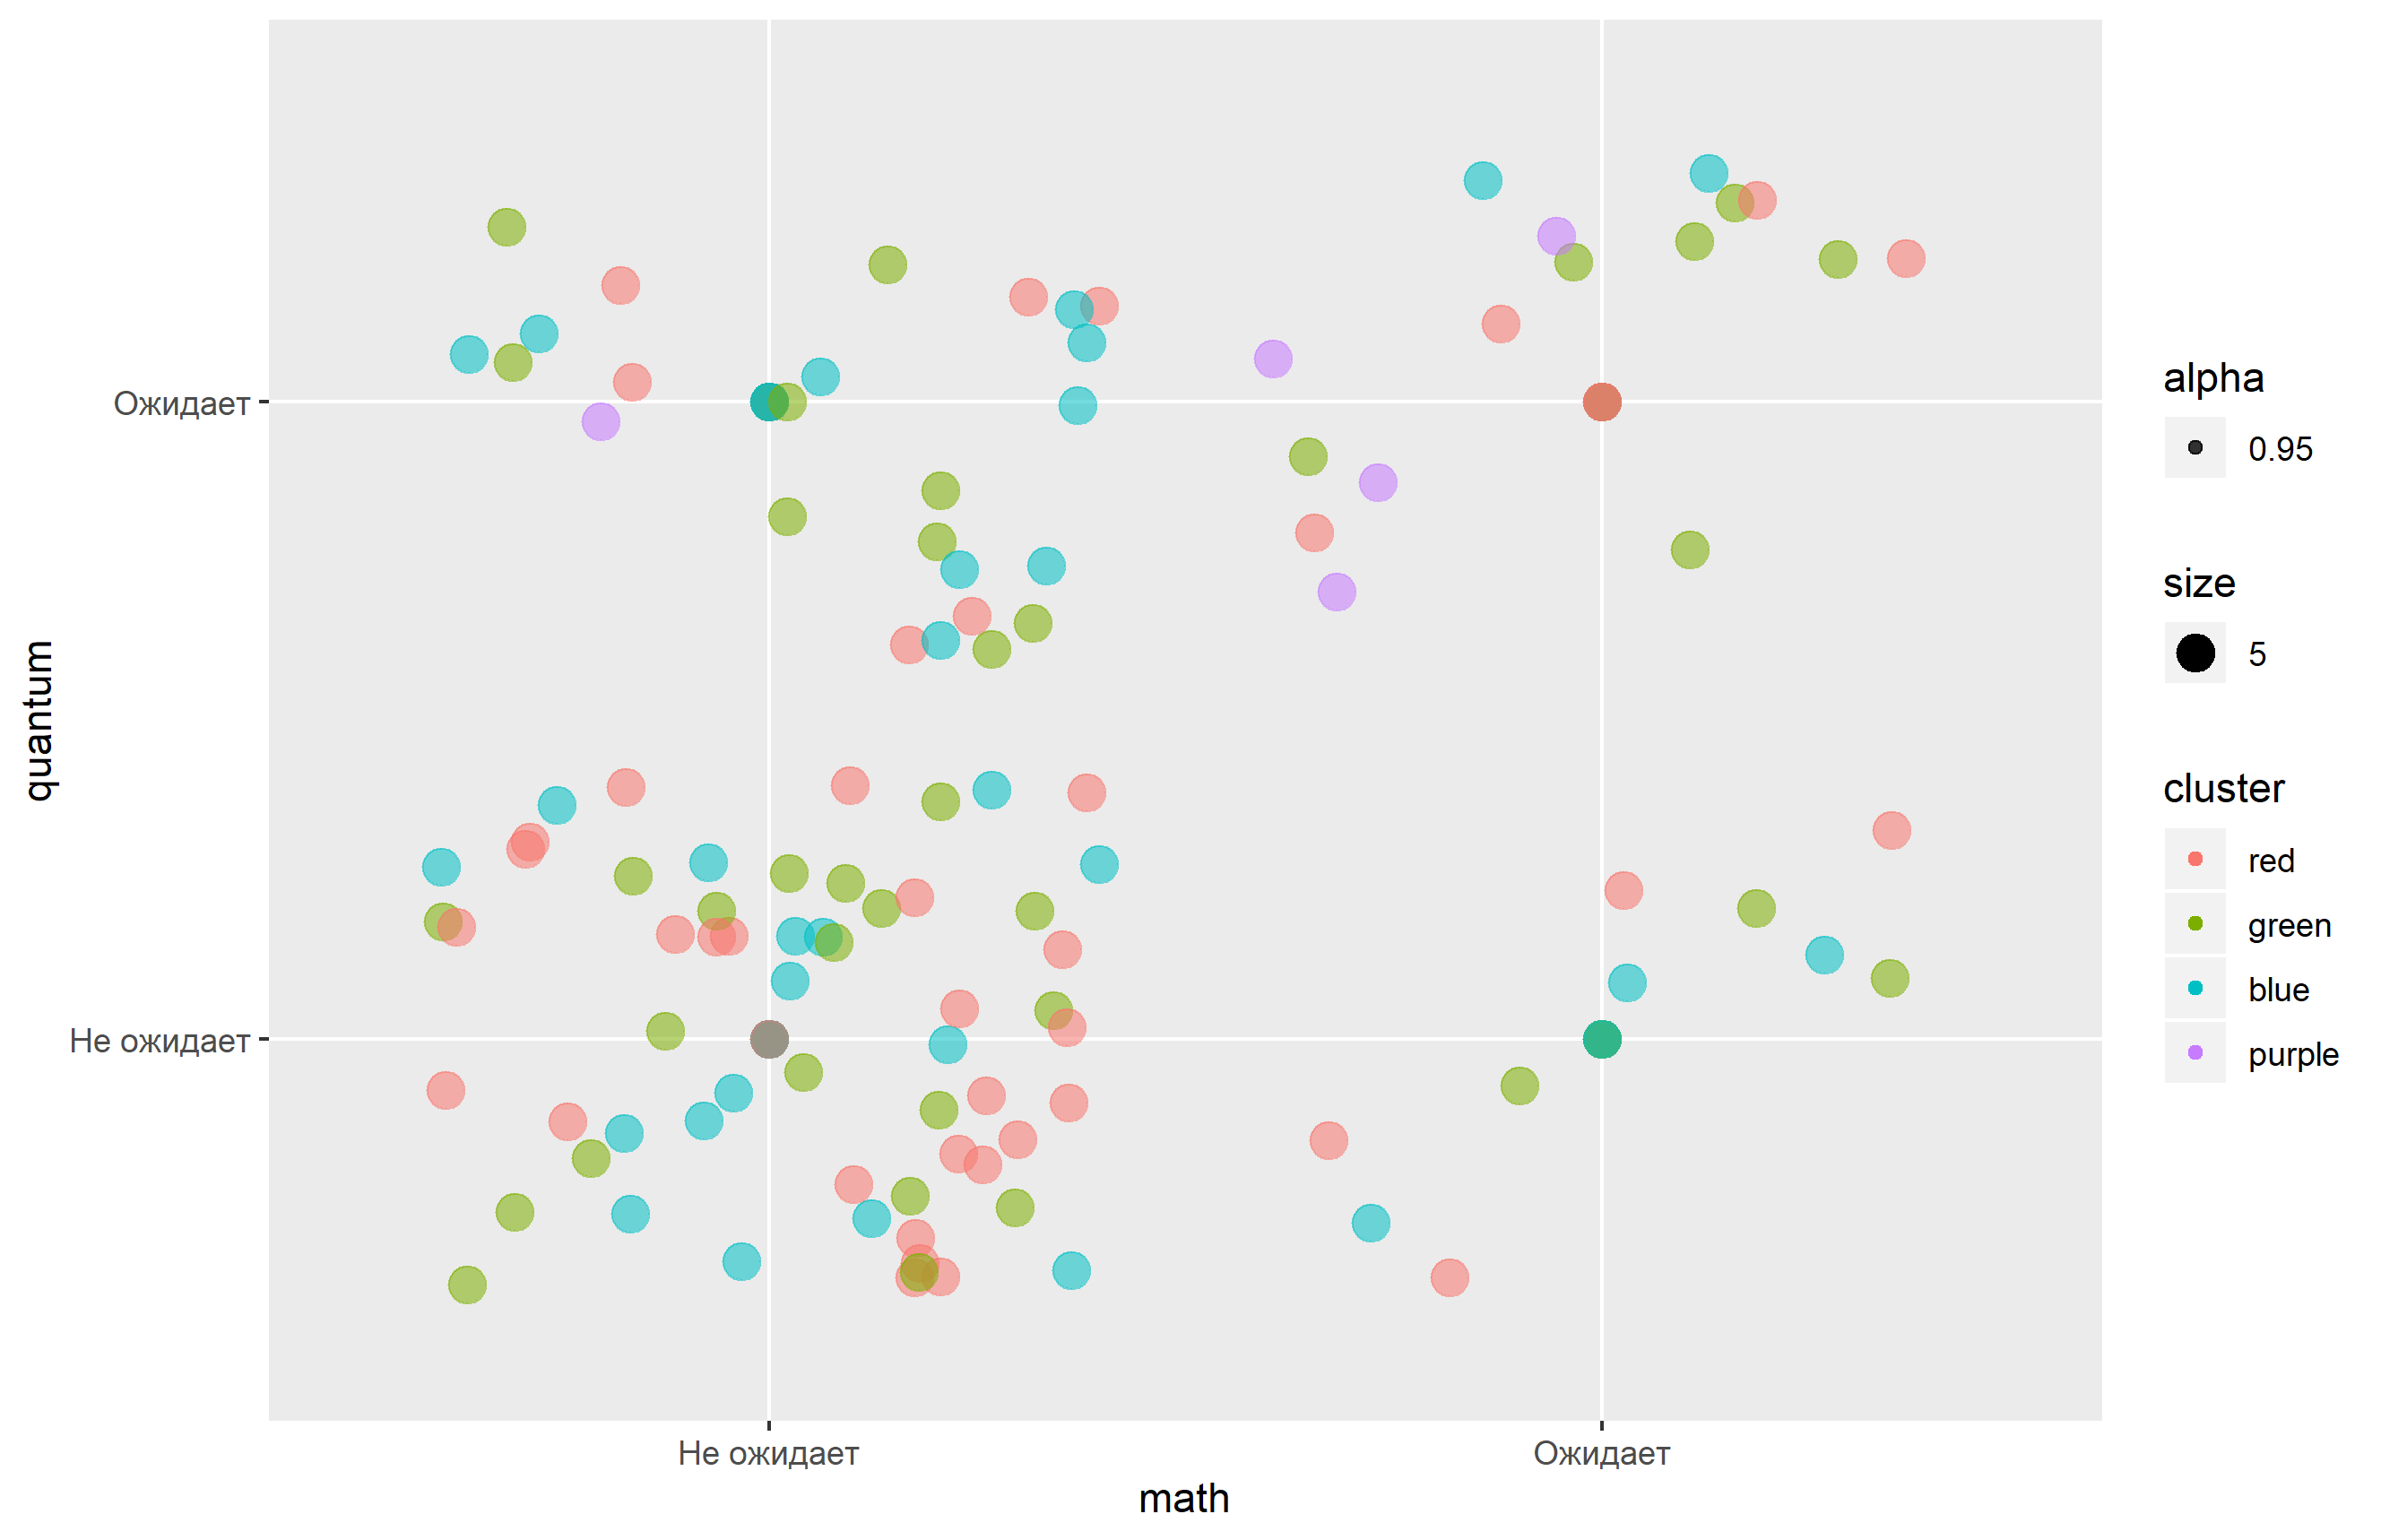 quantum
Ожидает
Не ожидает
Не ожидает
Ожидает
math
alpha
0.95
size
5
cluster
red
green
blue
purple